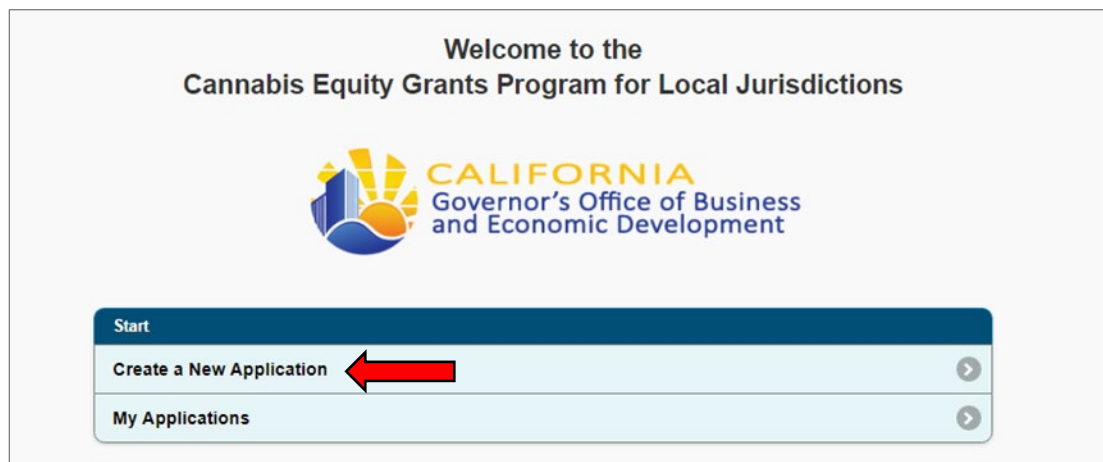 Welcome to the
Cannabis Equity Grants Program for Local Jurisdictions
CALIFORNIA
Governor's Office of Business
and Economic Development
Start
Create a New Application
My Applications